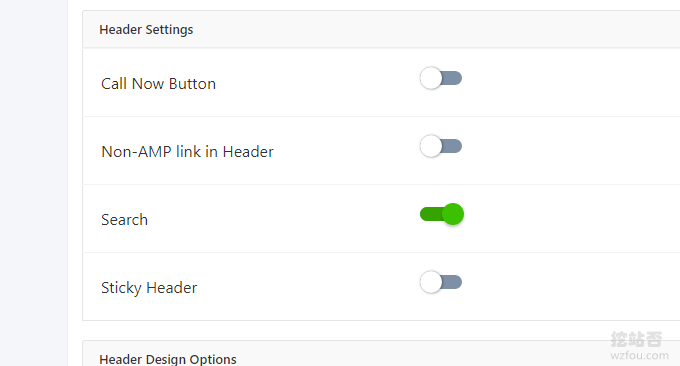 Header Settings
Call Now Button
Non-AMP link in Header
Search
Sticky Header
挖站否
wzfou.com
Header Design Options